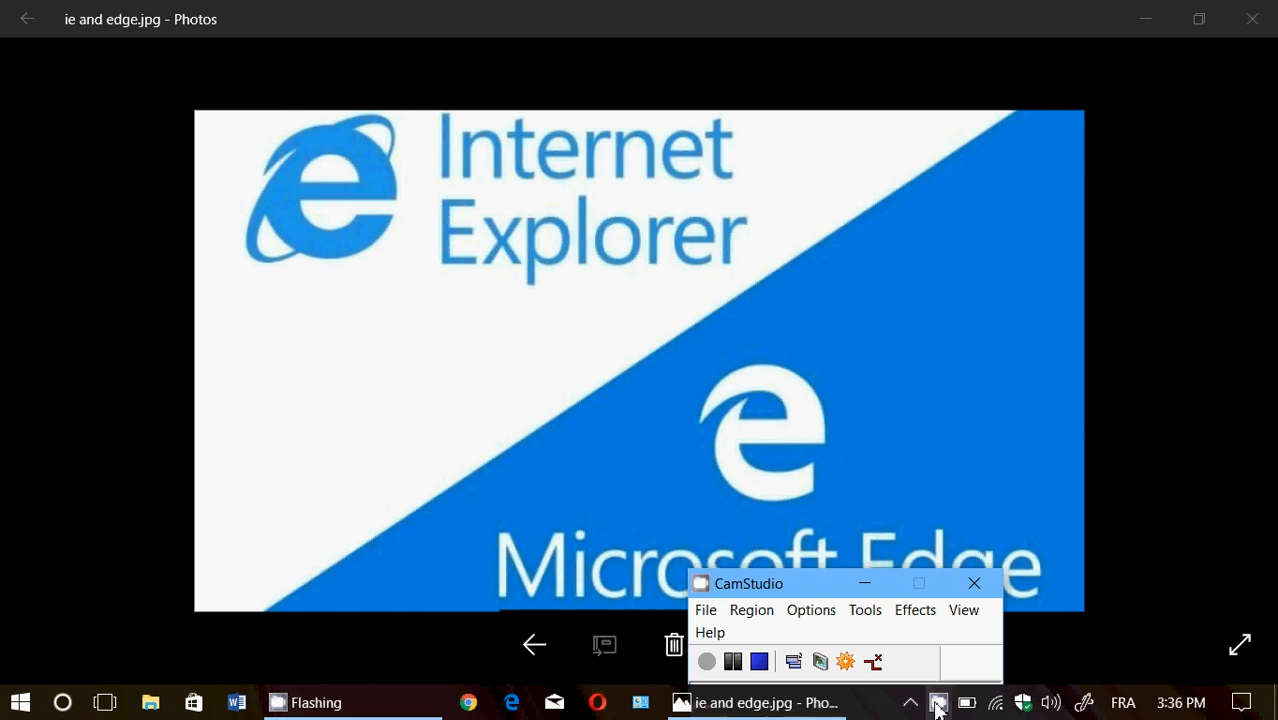 ie and edge.jpg - Photos
Internet
Explorer
Microsoft Edge
CamStudio
File Region Options Tools Effects View
Help
Flashing
ie and edge.jpg - Pho...
FRA
3:36 PM